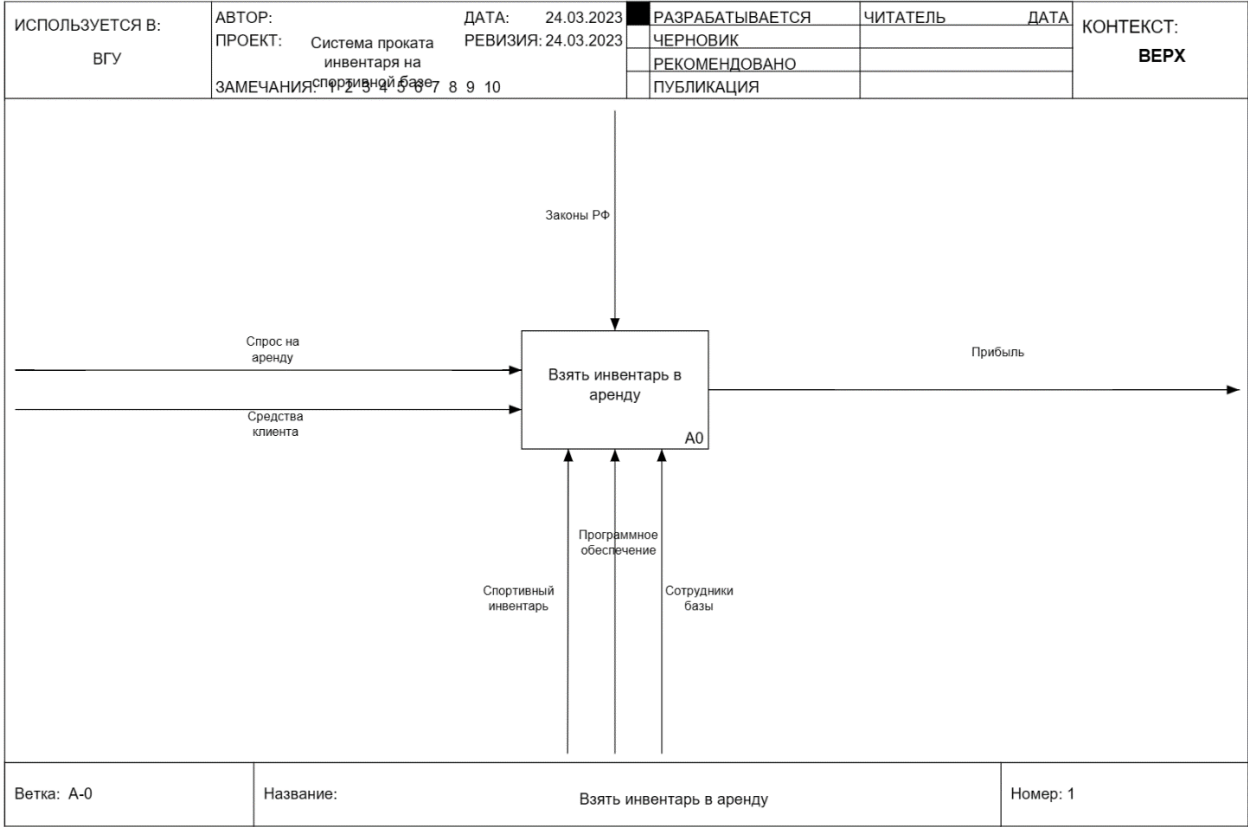 ИСПОЛЬЗУЕТСЯ В:
ВГУ
АВТОР:
ДАТА: 24.03.2023
ПРОЕКТ:
Система проката
инвентаря на
спортивной базе
РЕВИЗИЯ: 24.03.2023
ЗАМЕЧАНИЯ: 1 2 3 4 5 6 7 8 9 10
РАЗРАБАТЫВАЕТСЯ
ЧЕРНОВИК
РЕКОМЕНДОВАНО
ПУБЛИКАЦИЯ
ЧИТАТЕЛЬ ДАТА
КОНТЕКСТ:
ВЕРХ
Законы РФ
Спрос на
аренду
Средства
клиента
Взять инвентарь в
аренду
A0
Прибыль
Программное
обеспечение
Спортивный
инвентарь
Сотрудники
базы
Ветка: A-0
Название:
Взять инвентарь в аренду
Номер: 1